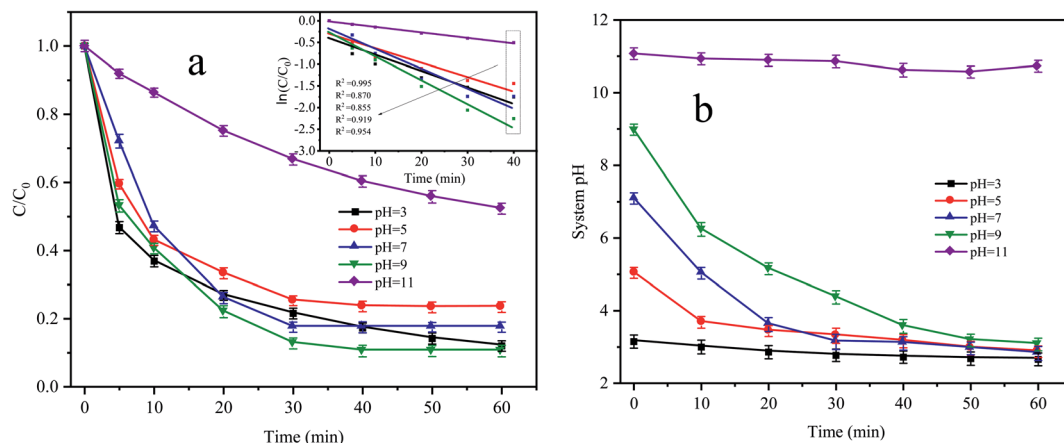 a
C/C0
1.0
0.8
0.6
0.4
0.2
0.0
0 10 20 30 40 50 60
Time (min)
pH=3
pH=5
pH=7
pH=9
pH=11
ln(C/C0)
0.0
-0.5
-1.0
-1.5
-2.0
-2.5
-3.0
0 10 20 30 40
Time (min)
R2=0.995
R2=0.870
R2=0.855
R2=0.919
R2=0.954
b
System pH
12
10
8
6
4
2
0 10 20 30 40 50 60
Time (min)
pH=3
pH=5
pH=7
pH=9
pH=11